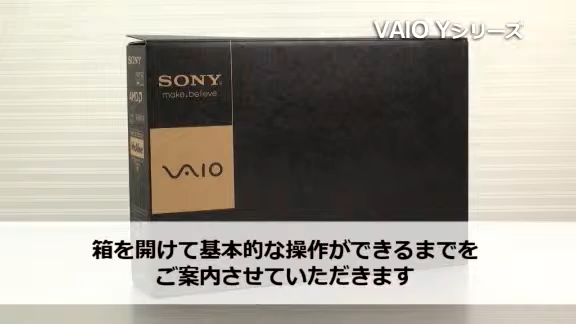 VAIO Yシリーズ
SONY
make.believe
VAIO
AMD
箱を開けて基本的な操作ができるまでを
ご案内させていただきます